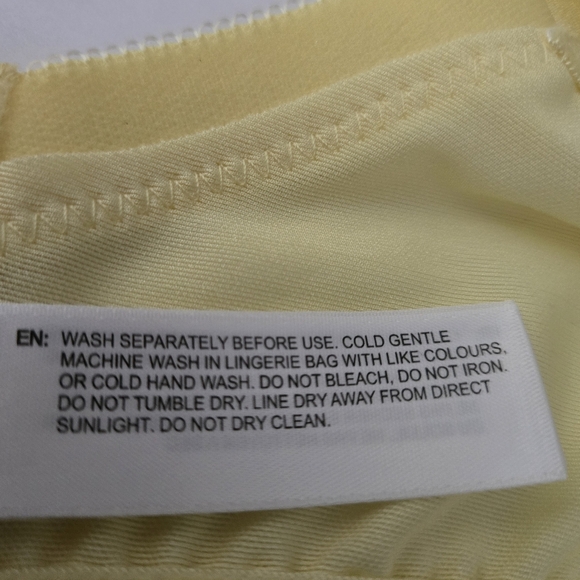 EN: WASH SEPARATELY BEFORE USE. COLD GENTLE
MACHINE WASH IN LINGERIE BAG WITH LIKE COLOURS,
OR COLD HAND WASH. DO NOT BLEACH, DO NOT IRON.
DO NOT TUMBLE DRY. LINE DRY AWAY FROM DIRECT
SUNLIGHT. DO NOT DRY CLEAN.